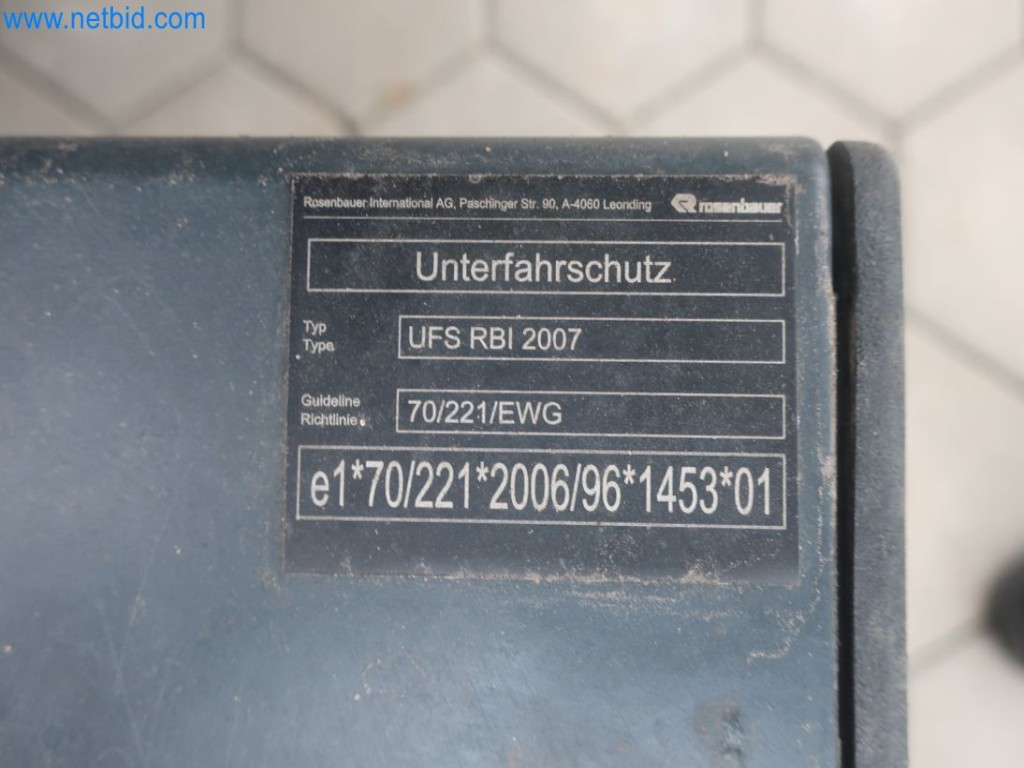 www.netbid.com
Rosenbauer International AG, Paschinger Str. 90, A-4060 Leonding rosenbauer
Unterfahrschutz
Typ
Type
UFS RBI 2007
Guideline
Richtlinie
70/221/EWG
e1*70/221*2006/96*1453*01